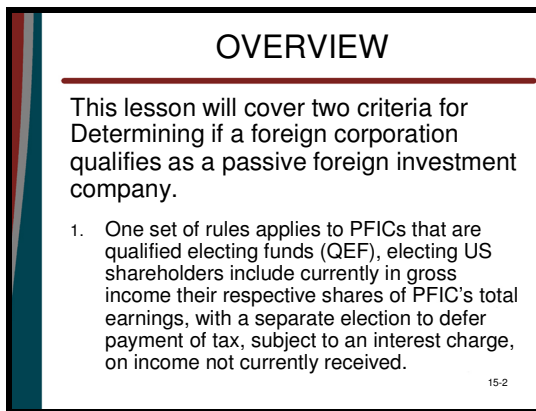 OVERVIEW
This lesson will cover two criteria for
Determining if a foreign corporation
qualifies as a passive foreign investment
company.
1. One set of rules applies to PFICs that are
qualified electing funds (QEF), electing US
shareholders include currently in gross
income their respective shares of PFIC's total
earnings, with a separate election to defer
payment of tax, subject to an interest charge,
on income not currently received.
15-2